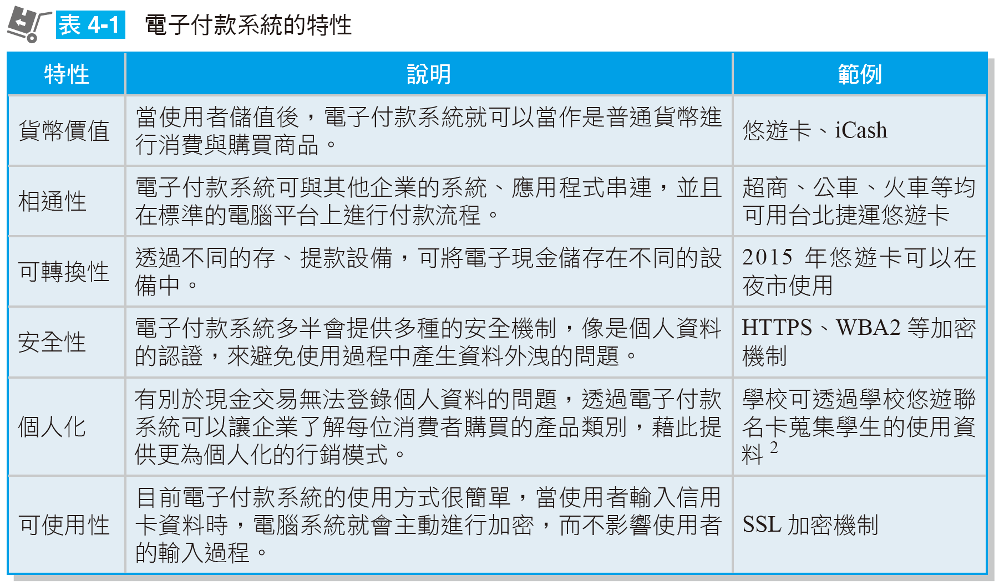 表 4-1 電子付款系統的特性
特性 說明 範例
貨幣價值
當使用者儲值後，電子付款系統就可以當作是普通貨幣進
行消費與購買商品。
悠遊卡、iCash
相通性
電子付款系統可與其他企業的系統、應用程式串連，並且
在標準的電腦平台上進行付款流程。
超商、公車、火車等均
可用台北捷運悠遊卡
可轉換性
透過不同的存、提款設備，可將電子現金儲存在不同的設
備中。
2015 年悠遊卡可以在
夜市使用
安全性
電子付款系統多半會提供多種的安全機制，像是個人資料
的認證，來避免使用過程中產生資料外洩的問題。
HTTPS、WBA2 等加密
機制
個人化
有別於現金交易無法登錄個人資料的問題，透過電子付款
系統可以讓企業了解每位消費者購買的產品類別，藉此提
供更為個人化的行銷模式。
學校可透過學校悠遊聯
名卡蒐集學生的使用資
料 2
可使用性
目前電子付款系統的使用方式很簡單，當使用者輸入信用
卡資料時，電腦系統就會主動進行加密，而不影響使用者
的輸入過程。
SSL 加密機制